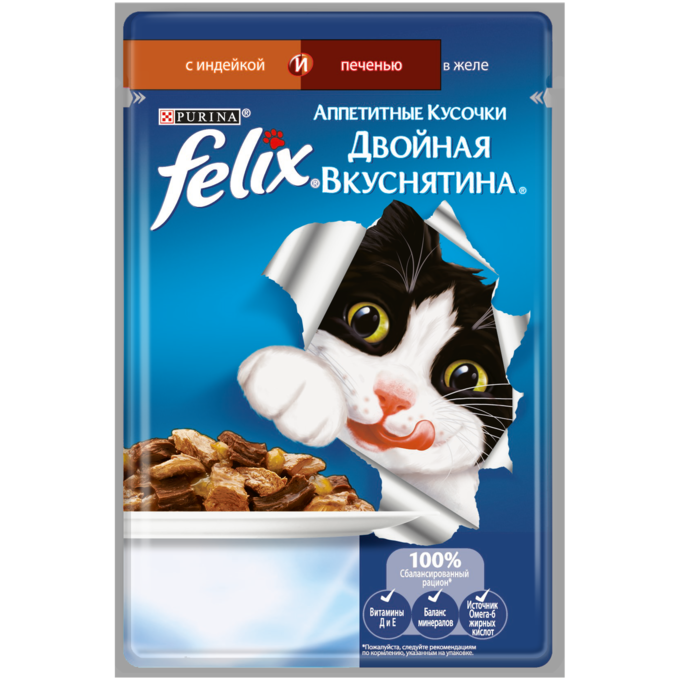 с индейкой и печенью в желе
PURINA®
Аппетитные Кусочки
felix®
Двойная
Вкуснятина®
100%
Сбалансированный
рацион*
Витамины
Д и Е
Баланс
минералов
Источник
Омега-6
жирных
кислот
*Пожалуйста, следуйте рекомендациям
по кормлению, указанным на упаковке.